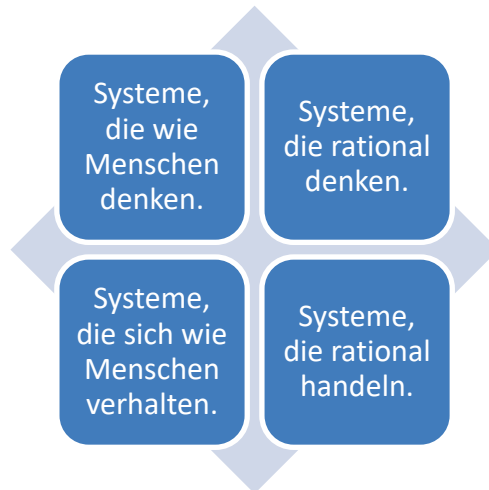 Systeme,
die wie
Menschen
denken.
Systeme,
die rational
denken.
Systeme,
die sich wie
Menschen
verhalten.
Systeme,
die rational
handeln.